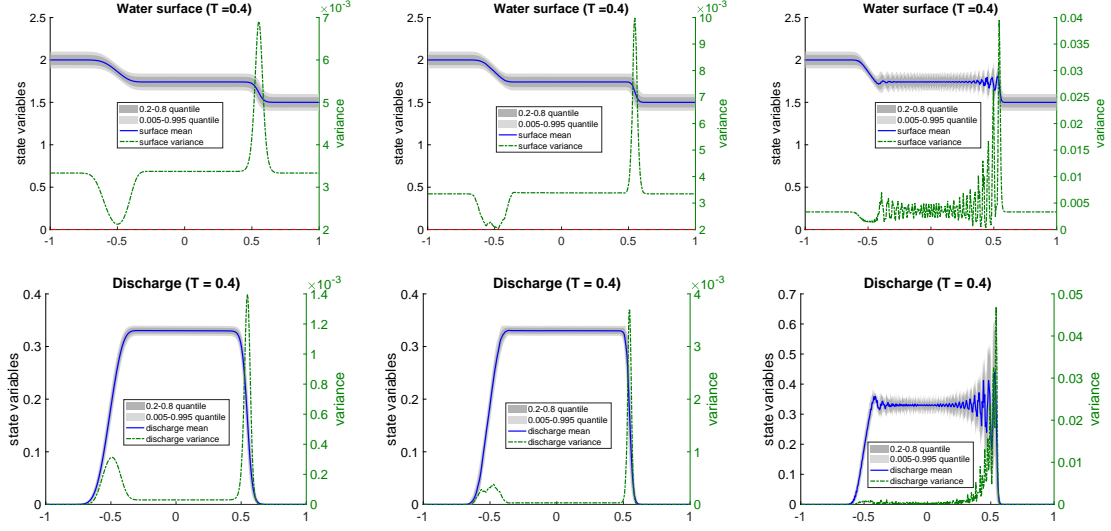 Water surface (T =0.4)
×10⁻³
2.5
2
1.5
1
0.5
0
state variables
7
6
5
4
3
2
variance
0.2-0.8 quantile
0.005-0.995 quantile
surface mean
surface variance
-1
-0.5
0
0.5
1
Water surface (T =0.4)
×10⁻³
2.5
2
1.5
1
0.5
0
state variables
10
9
8
7
6
5
4
3
2
variance
0.2-0.8 quantile
0.005-0.995 quantile
surface mean
surface variance
-1
-0.5
0
0.5
1
Water surface (T =0.4)
2.5
2
1.5
1
0.5
0
state variables
0.04
0.035
0.03
0.025
0.02
0.015
0.01
0.005
0
variance
0.2-0.8 quantile
0.005-0.995 quantile
surface mean
surface variance
-1
-0.5
0
0.5
1
Discharge (T = 0.4)
×10⁻³
0.4
0.3
0.2
0.1
0
state variables
1.4
1.2
1
0.8
0.6
0.4
0.2
0
variance
0.2-0.8 quantile
0.005-0.995 quantile
discharge mean
discharge variance
-1
-0.5
0
0.5
1
Discharge (T = 0.4)
×10⁻³
0.4
0.3
0.2
0.1
0
state variables
4
3
2
1
0
variance
0.2-0.8 quantile
0.005-0.995 quantile
discharge mean
discharge variance
-1
-0.5
0
0.5
1
Discharge (T = 0.4)
0.7
0.6
0.5
0.4
0.3
0.2
0.1
0
state variables
0.05
0.04
0.03
0.02
0.01
0
variance
0.2-0.8 quantile
0.005-0.995 quantile
discharge mean
discharge variance
-1
-0.5
0
0.5
1